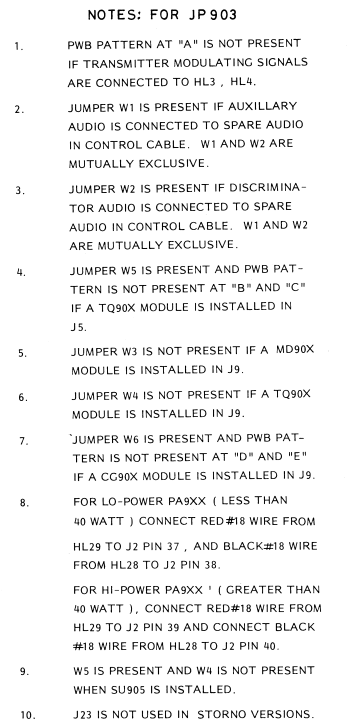 NOTES: FOR JP903
1. PWB PATTERN AT "A" IS NOT PRESENT
IF TRANSMITTER MODULATING SIGNALS
ARE CONNECTED TO HL3 , HL4.
2. JUMPER W1 IS PRESENT IF AUXILLARY
AUDIO IS CONNECTED TO SPARE AUDIO
IN CONTROL CABLE. W1 AND W2 ARE
MUTUALLY EXCLUSIVE.
3. JUMPER W2 IS PRESENT IF DISCRIMINA-
TOR AUDIO IS CONNECTED TO SPARE
AUDIO IN CONTROL CABLE. W1 AND W2
ARE MUTUALLY EXCLUSIVE.
4. JUMPER W5 IS PRESENT AND PWB PAT-
TERN IS NOT PRESENT AT "B" AND "C"
IF A TQ90X MODULE IS INSTALLED IN
J5.
5. JUMPER W3 IS NOT PRESENT IF A MD90X
MODULE IS INSTALLED IN J9.
6. JUMPER W4 IS NOT PRESENT IF A TQ90X
MODULE IS INSTALLED IN J9.
7. JUMPER W6 IS PRESENT AND PWB PAT-
TERN IS NOT PRESENT AT "D" AND "E"
IF A CG90X MODULE IS INSTALLED IN J9.
8. FOR LO-POWER PA9XX ( LESS THAN
40 WATT ) CONNECT RED#18 WIRE FROM
HL29 TO J2 PIN 37 , AND BLACK#18 WIRE
FROM HL28 TO J2 PIN 38.
FOR HI-POWER PA9XX ' ( GREATER THAN
40 WATT ), CONNECT RED#18 WIRE FROM
HL29 TO J2 PIN 39 AND CONNECT BLACK
#18 WIRE FROM HL28 TO J2 PIN 40.
9. W5 IS PRESENT AND W4 IS NOT PRESENT
WHEN SU905 IS INSTALLED.
10. J23 IS NOT USED IN STORNO VERSIONS.